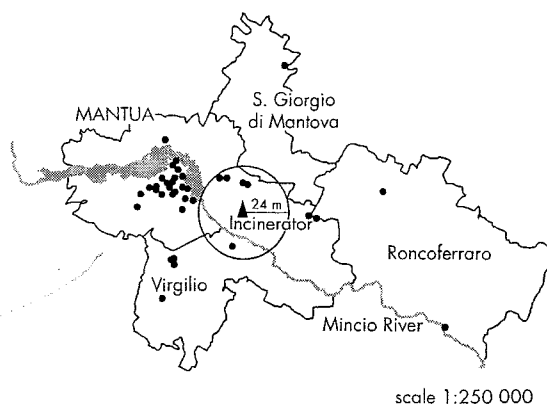 S. Giorgio
di Mantova
MANTUA
24 m
Incinerator
Roncoferraro
Virgilio
Mincio River
scale 1:250 000